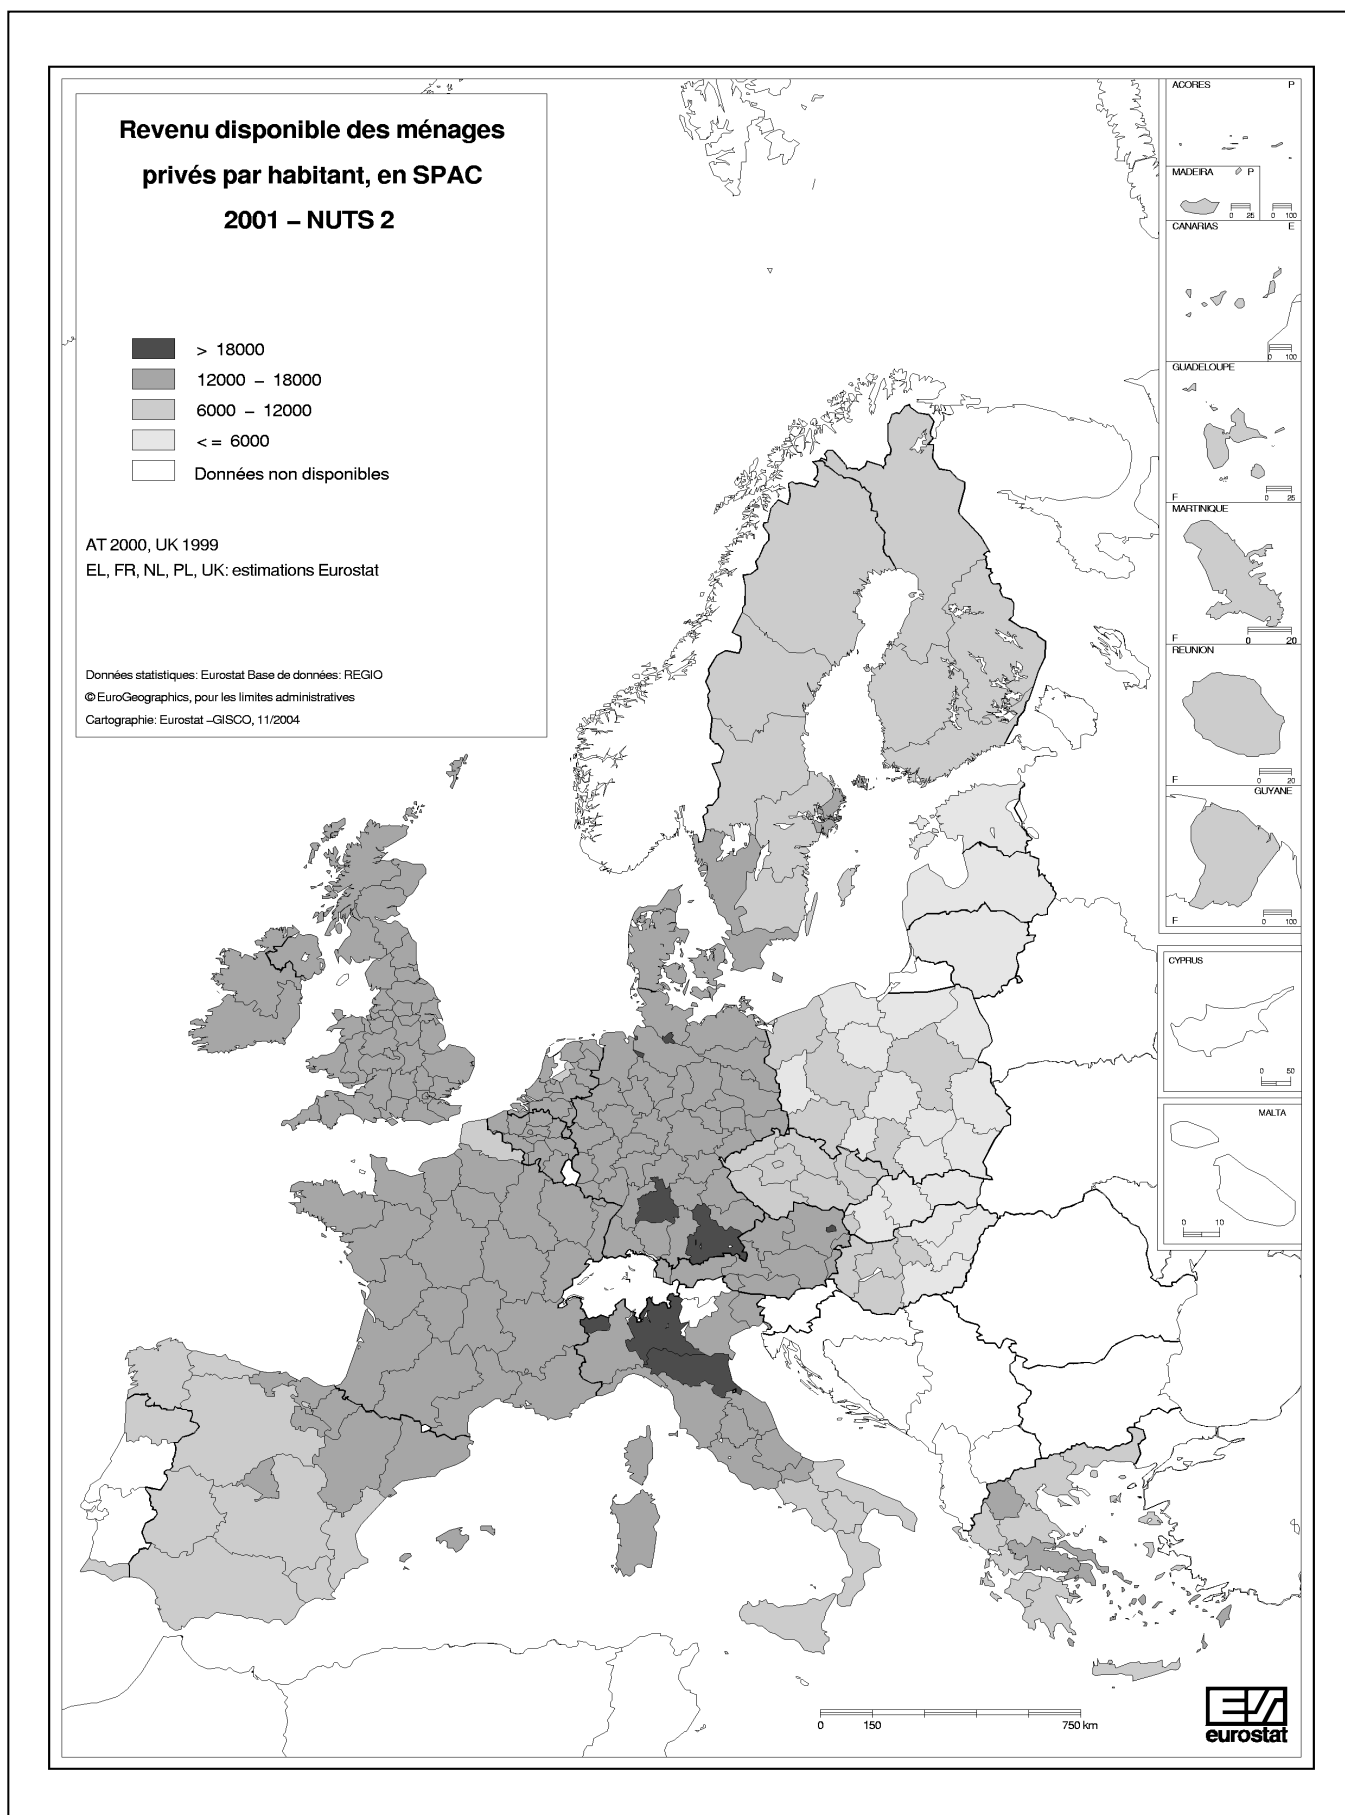 Revenu disponible des ménages
privés par habitant, en SPAC
2001 – NUTS 2
> 18000
12000 – 18000
6000 – 12000
< = 6000
Données non disponibles
AT 2000, UK 1999
EL, FR, NL, PL, UK: estimations Eurostat
Données statistiques: Eurostat Base de données: REGIO
© EuroGeographics, pour les limites administratives
Cartographie: Eurostat –GISCO, 11/2004
ACORES P
MADEIRA P
0 25 0 100
CANARIAS E
0 100
GUADELOUPE
F 0 25
MARTINIQUE
F 0 20
REUNION
F 0 20
GUYANE
F 0 100
CYPRUS
0 50
MALTA
0 10
0 150 750 km
eurostat